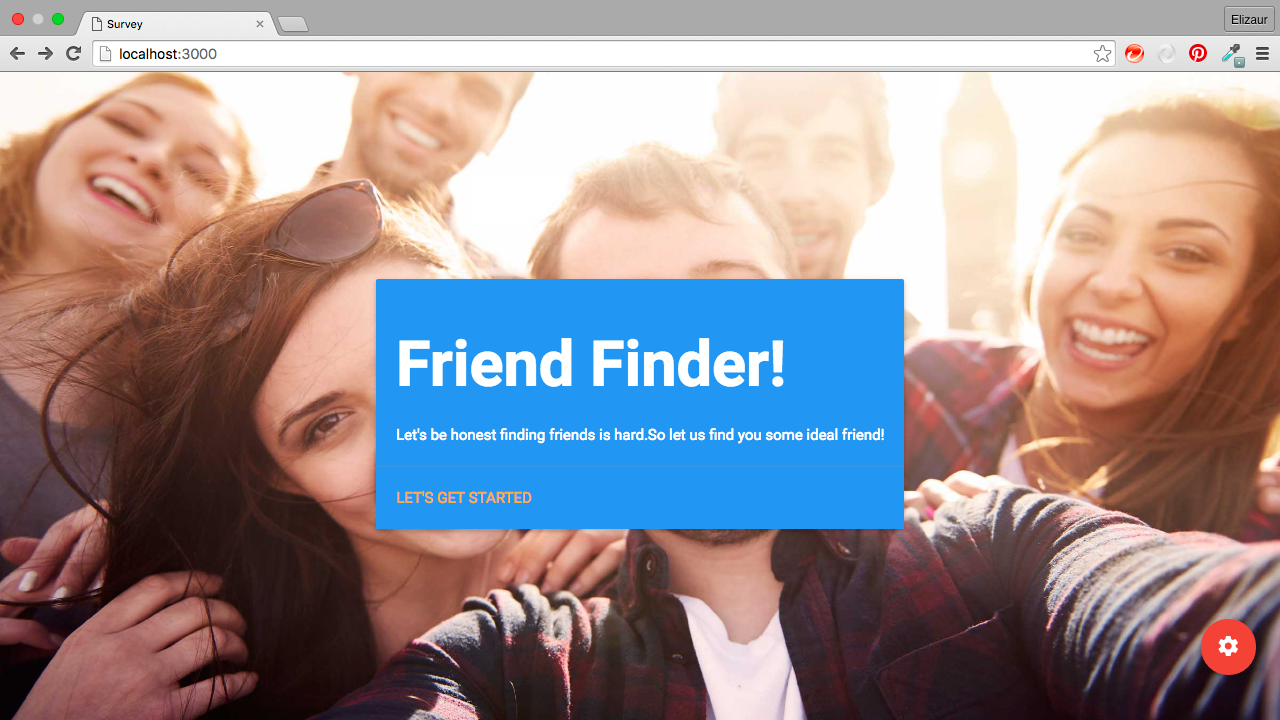 Survey
Elizaur
localhost:3000
Friend Finder!
Let's be honest finding friends is hard.So let us find you some ideal friend!
LET'S GET STARTED